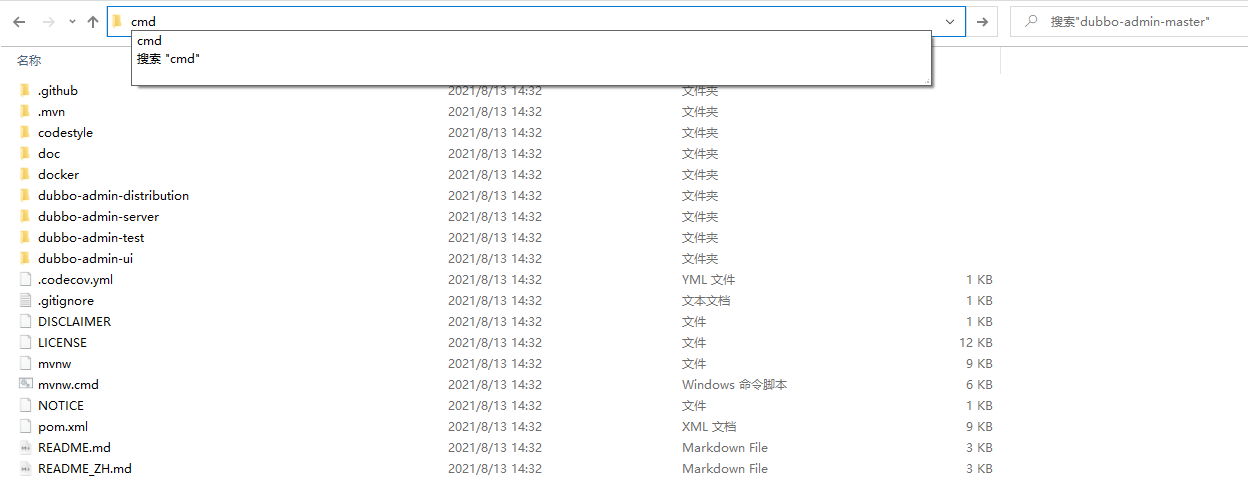 cmd
搜索"dubbo-admin-master"
cmd
搜索 "cmd"
名称
.github 2021/8/13 14:32 文件夹
.mvn 2021/8/13 14:32 文件夹
codestyle 2021/8/13 14:32 文件夹
doc 2021/8/13 14:32 文件夹
docker 2021/8/13 14:32 文件夹
dubbo-admin-distribution 2021/8/13 14:32 文件夹
dubbo-admin-server 2021/8/13 14:32 文件夹
dubbo-admin-test 2021/8/13 14:32 文件夹
dubbo-admin-ui 2021/8/13 14:32 文件夹
.codecov.yml 2021/8/13 14:32 YML 文件 1 KB
.gitignore 2021/8/13 14:32 文本文档 1 KB
DISCLAIMER 2021/8/13 14:32 文件 1 KB
LICENSE 2021/8/13 14:32 文件 12 KB
mvnw 2021/8/13 14:32 文件 9 KB
mvnw.cmd 2021/8/13 14:32 Windows 命令脚本 6 KB
NOTICE 2021/8/13 14:32 文件 1 KB
pom.xml 2021/8/13 14:32 XML 文档 9 KB
README.md 2021/8/13 14:32 Markdown File 3 KB
README_ZH.md 2021/8/13 14:32 Markdown File 3 KB